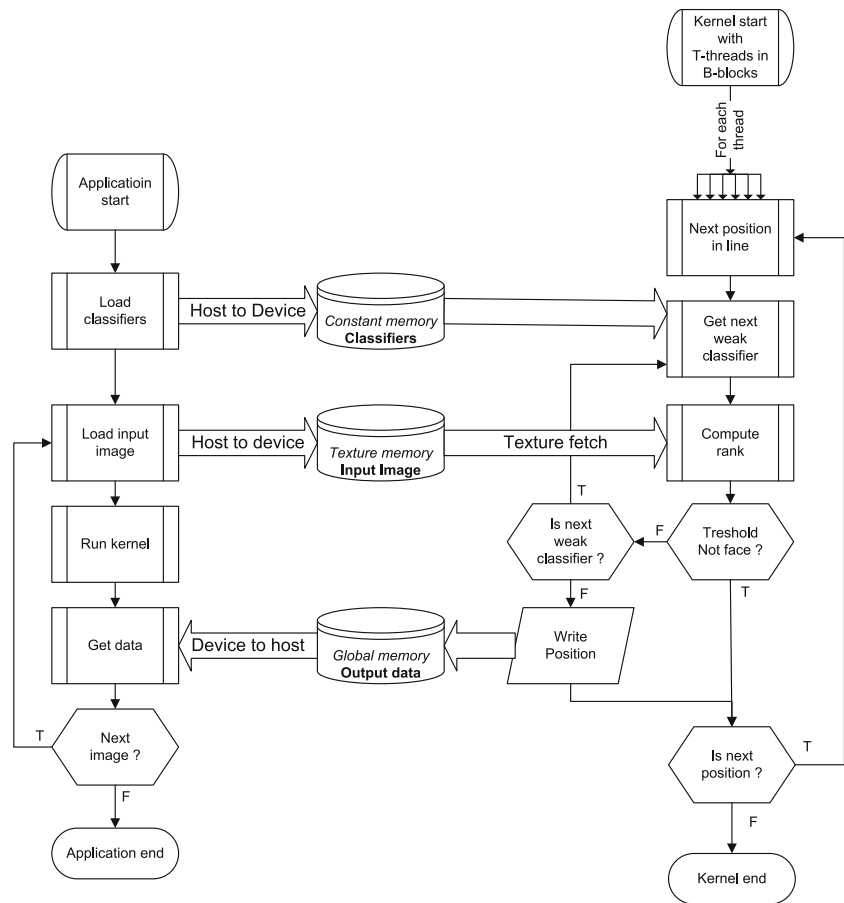 Kernel start
with
T-threads in
B-blocks
For each
thread
Applicatioin
start
Next position
in line
Load
classifiers
Host to Device
Constant memory
Classifiers
Get next
weak
classifier
Load input
image
Host to device
Texture memory
Input Image
Texture fetch
Compute
rank
T
Is next
weak
classifier ?
F
Treshold
Not face ?
T
F
Run kernel
Get data
Device to host
Global memory
Output data
Write
Position
Next
image ?
T
F
Is next
position ?
T
F
Application end
Kernel end